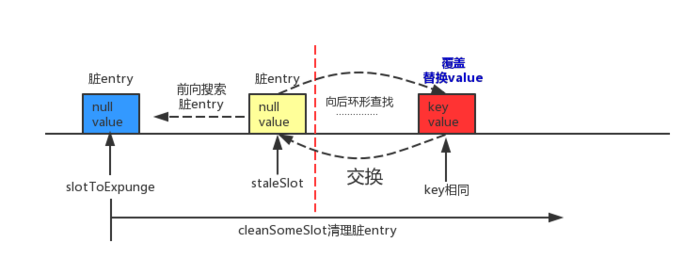 覆盖
替换value
脏entry
脏entry
前向搜索
脏entry
向后环形查找
..............
null
value
null
value
key
value
slotToExpunge
staleSlot
交换
key相同
cleanSomeSlot清理脏entry